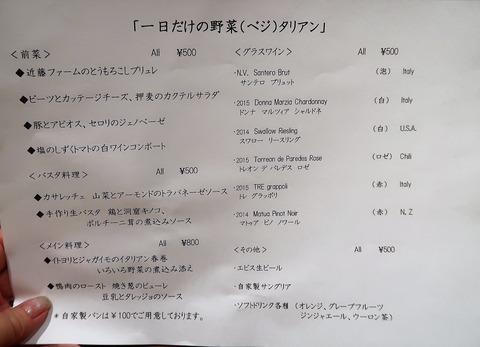 「一日だけの野菜(ベジ)タリアン」
＜前菜＞ All ¥500
◆近藤ファームのとうもろこしブリュレ
◆ビーツとカッテージチーズ、押麦のカクテルサラダ
◆豚とアピオス、セロリのジェノベーゼ
◆塩のしずくトマトの白ワインコンポート
＜パスタ料理＞ All ¥500
◆カサレッチェ 山菜とアーモンドのトラパネーゼソース
◆手作り生パスタ 鶏と洞窟キノコ、
ポルチーニ茸の煮込みソース
＜メイン料理＞ All ¥800
◆イトヨリとジャガイモのイタリアン春巻
いろいろ野菜の煮込み添え
◆鴨肉のロースト 焼き葱のピューレ
豆乳とタレッジョのソース
＊自家製パンは¥100でご用意しております。
＜グラスワイン＞ All ¥500
・N.V. Santero Brut (泡) Italy
サンテロ ブリュット
・2015 Donna Marzia Chardonnay (白) Italy
ドンナ マルツィア シャルドネ
・2014 Swallow Riesling (白) U.S.A.
スワロー リースリング
・2015 Torreon de Paredes Rose (ロゼ) Chili
トレオン デ パレデス ロゼ
・2015 TRE grappoli (赤) Italy
トレ グラッポリ
・2014 Matua Pinot Noir (赤) N.Z
マトゥア ピノ ノワール
＜その他＞ All ¥500
・エビス生ビール
・自家製サングリア
・ソフトドリンク各種 (オレンジ、グレープフルーツ
ジンジャエール、ウーロン茶)